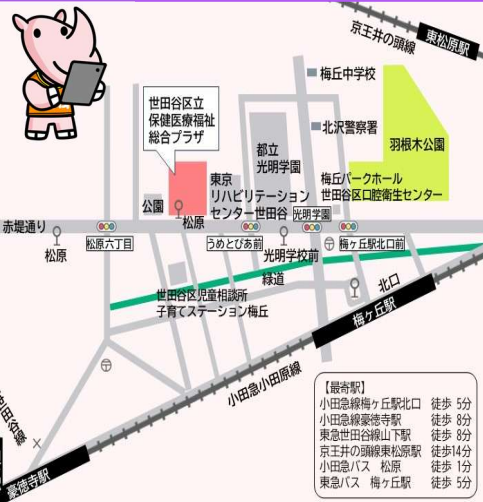 京王井の頭線
東松原駅
梅丘中学校
世田谷区立
保健医療福祉
総合プラザ
北沢警察署
都立
光明学園
羽根木公園
東京
リハビリテーション
センター世田谷
梅丘パークホール
世田谷区口腔衛生センター
公園
松原
光明学園
赤堤通り
松原
松原六丁目
うめとぴあ前
光明学校前
梅ヶ丘駅北口前
緑道
北口
世田谷区児童相談所
子育てステーション梅丘
梅ヶ丘駅
小田急小田原線
世田谷線
豪徳寺駅
【最寄駅】
小田急線梅ヶ丘駅北口 徒歩 5分
小田急線豪徳寺駅 徒歩 8分
東急世田谷線山下駅 徒歩 8分
京王井の頭線東松原駅 徒歩14分
小田急バス 松原 徒歩 1分
東急バス 梅ヶ丘駅 徒歩 5分